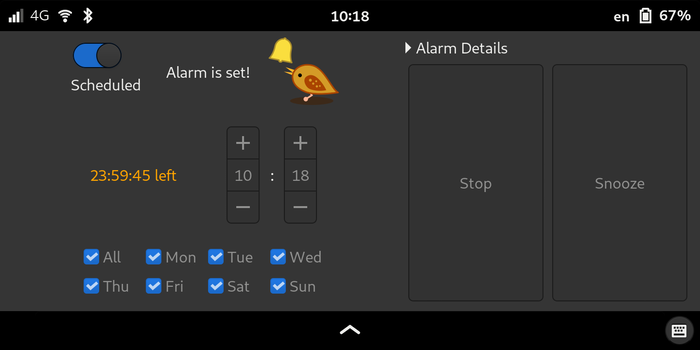 4G 10:18 en 67%
Scheduled
Alarm is set!
23:59:45 left
10 : 18
All Mon Tue Wed
Thu Fri Sat Sun
Alarm Details
Stop Snooze